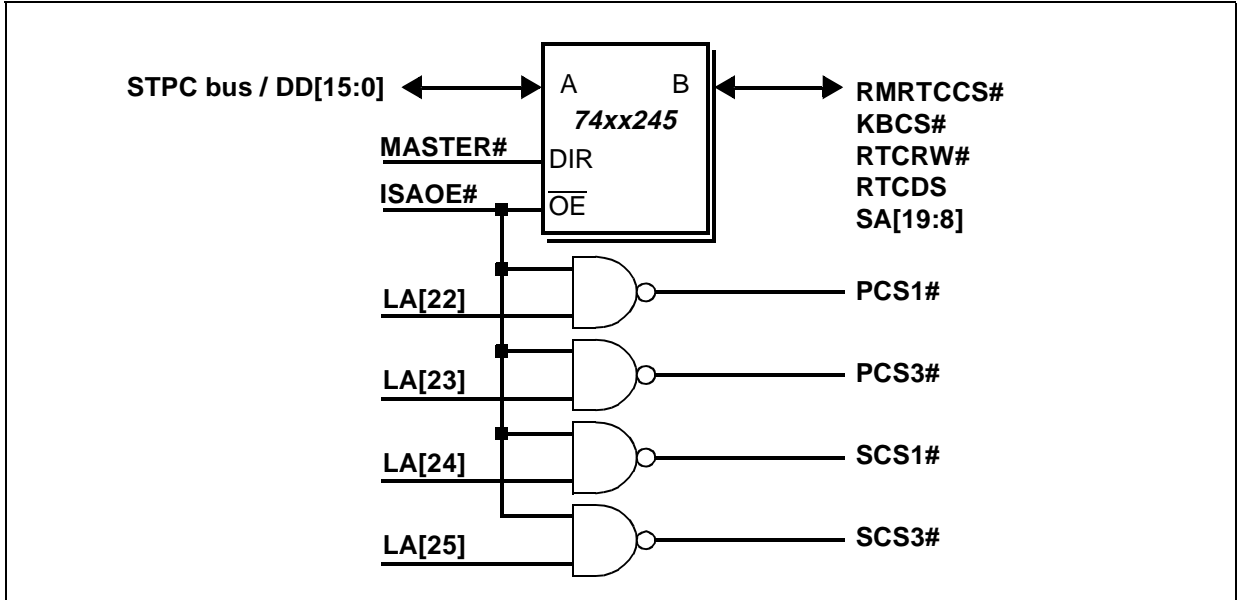 STPC bus / DD[15:0]
A B
74xx245
MASTER#
DIR
ISAOE#
OE
RMRTCCS#
KBCS#
RTCRW#
RTCDS
SA[19:8]
LA[22]
PCS1#
LA[23]
PCS3#
LA[24]
SCS1#
LA[25]
SCS3#